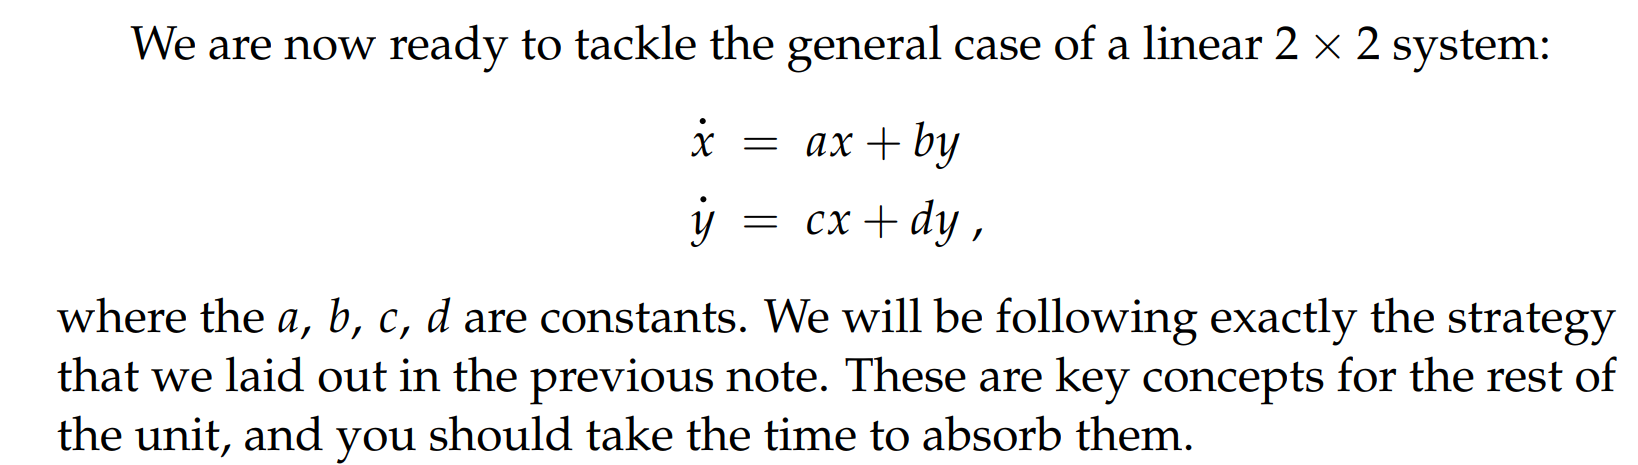 We are now ready to tackle the general case of a linear 2 × 2 system:
ẋ = ax + by
ẏ = cx + dy ,
where the a, b, c, d are constants. We will be following exactly the strategy
that we laid out in the previous note. These are key concepts for the rest of
the unit, and you should take the time to absorb them.